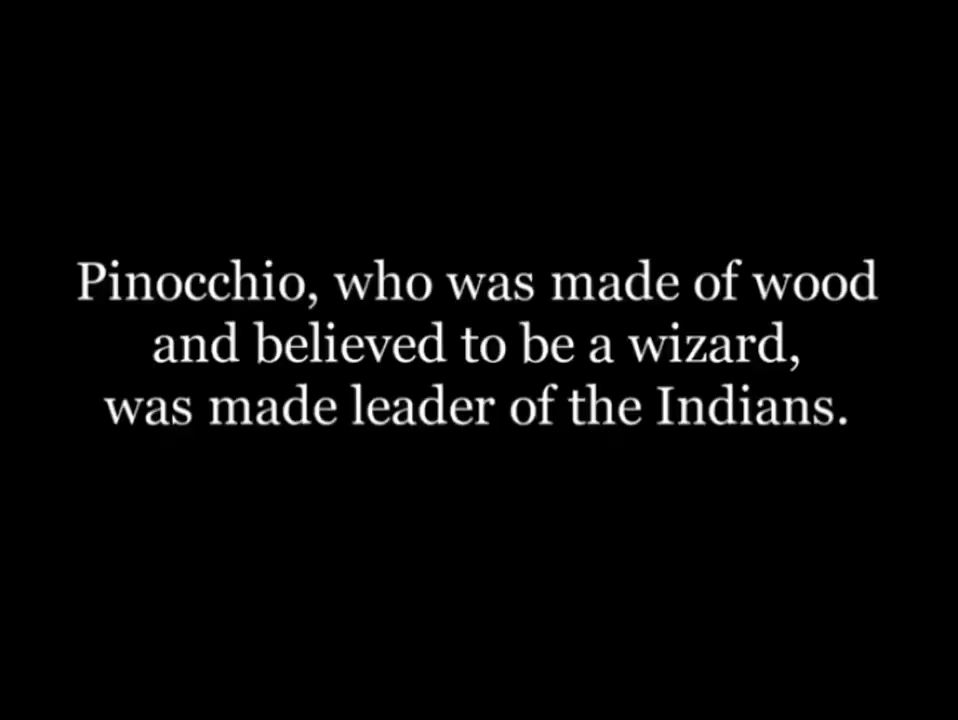 Pinocchio, who was made of wood
and believed to be a wizard,
was made leader of the Indians.